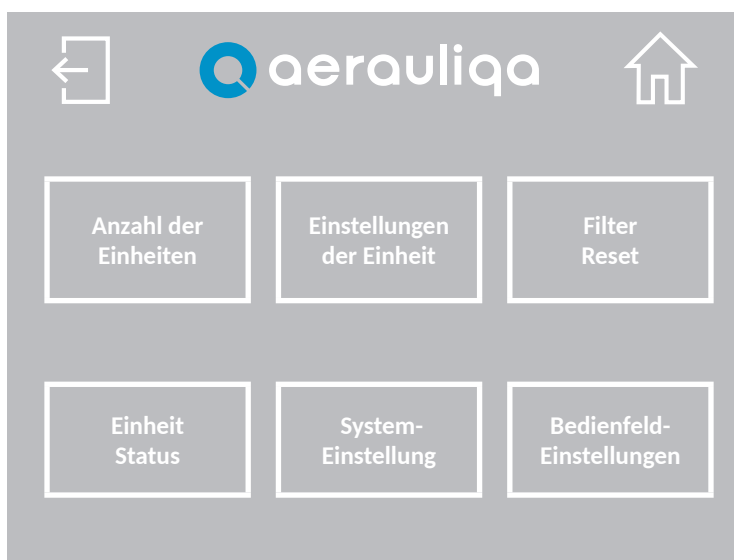 aerauliqa
Anzahl der
Einheiten
Einstellungen
der Einheit
Filter
Reset
Einheit
Status
System-
Einstellung
Bedienfeld-
Einstellungen